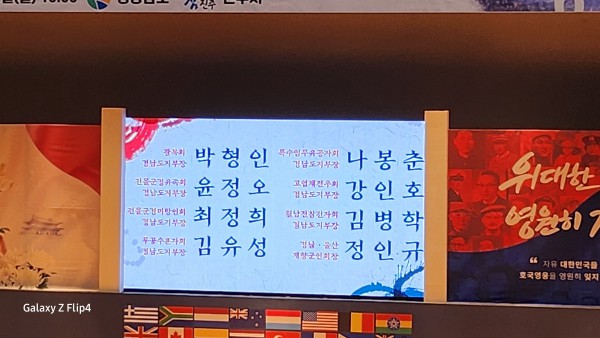 광복회
경남도지부장
박형인
특수임무유공자회
경남도지부장
나봉춘
전몰군경유족회
경남도지부장
윤정오
고엽제전우회
경남도지부장
강인호
전몰군경미망인회
경남도지부장
최정희
월남전참전자회
경남도지부장
김병학
무공수훈자회
경남도지부장
김유성
경남·울산
재향군인회장
정인규
위대한
영원히
“ 자유 대한민국을
호국영웅을 영원히 잊지
Galaxy Z Flip4